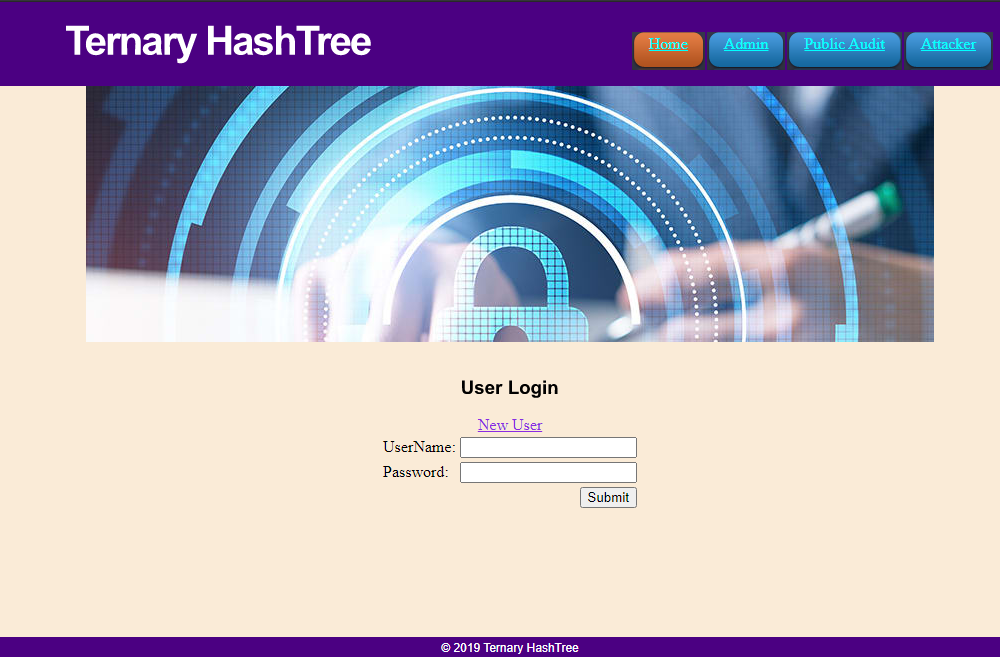 Ternary HashTree
Home Admin Public Audit Attacker
User Login
New User
UserName:
Password:
Submit
© 2019 Ternary HashTree